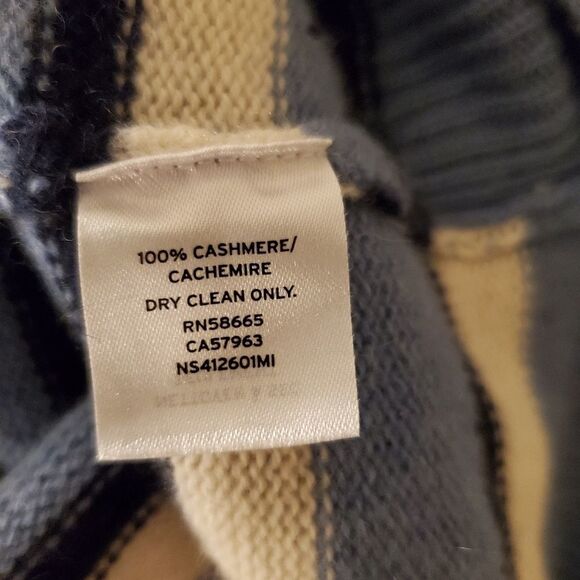 100% CASHMERE/
CACHEMIRE
DRY CLEAN ONLY.
RN58665
CA57963
NS412601MI